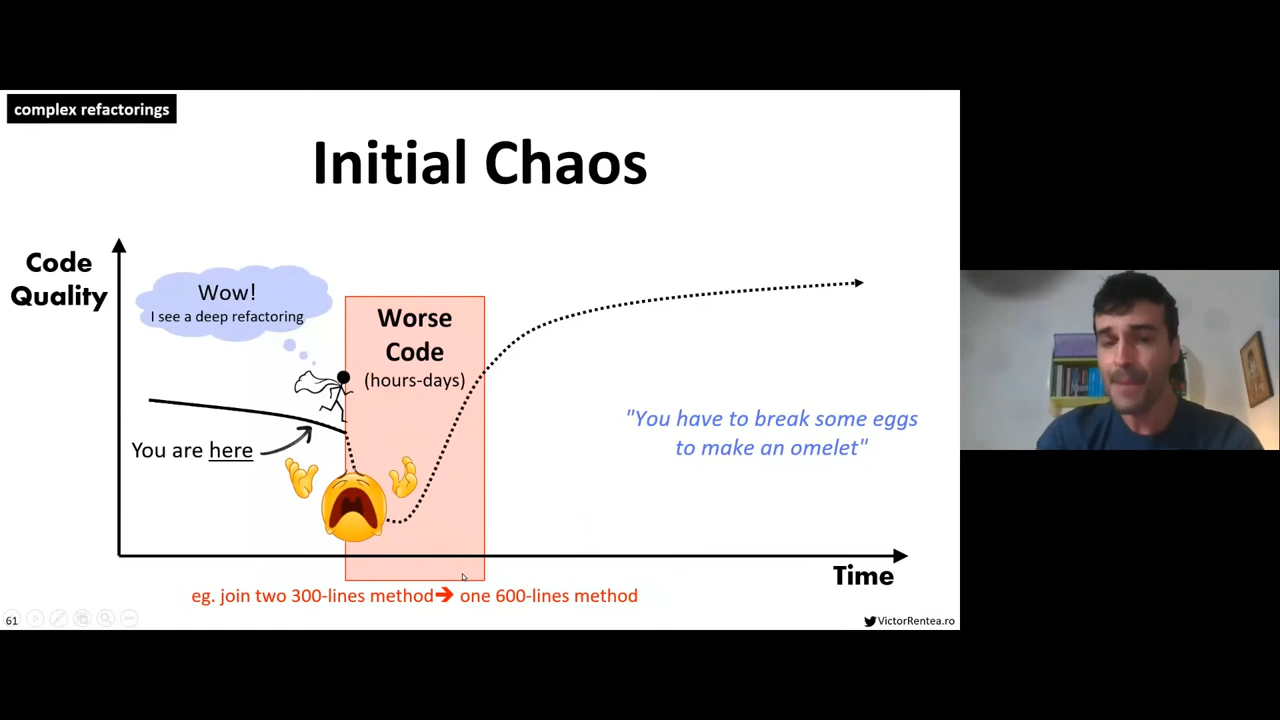 complex refactorings
Initial Chaos
Code
Quality
Wow!
I see a deep refactoring
Worse
Code
(hours-days)
You are here
"You have to break some eggs
to make an omelet"
Time
eg. join two 300-lines method➔ one 600-lines method
61
VictorRentea.ro